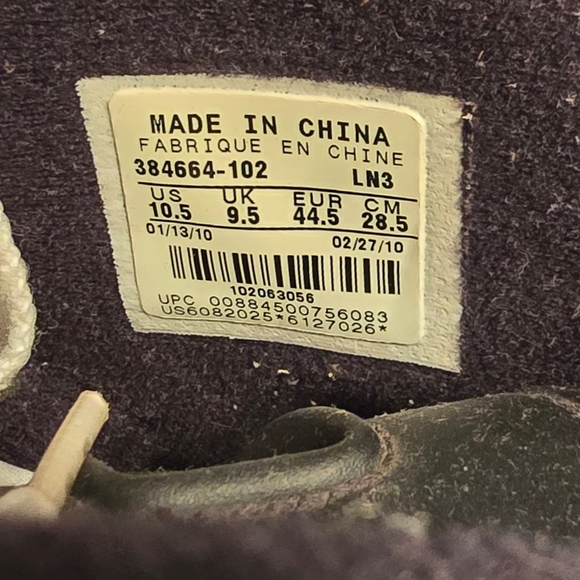 MADE IN CHINA
FABRIQUE EN CHINE
384664-102 LN3
US UK EUR CM
10.5 9.5 44.5 28.5
01/13/10 02/27/10
102063056
UPC 00884500756083
US6082025*6127026*